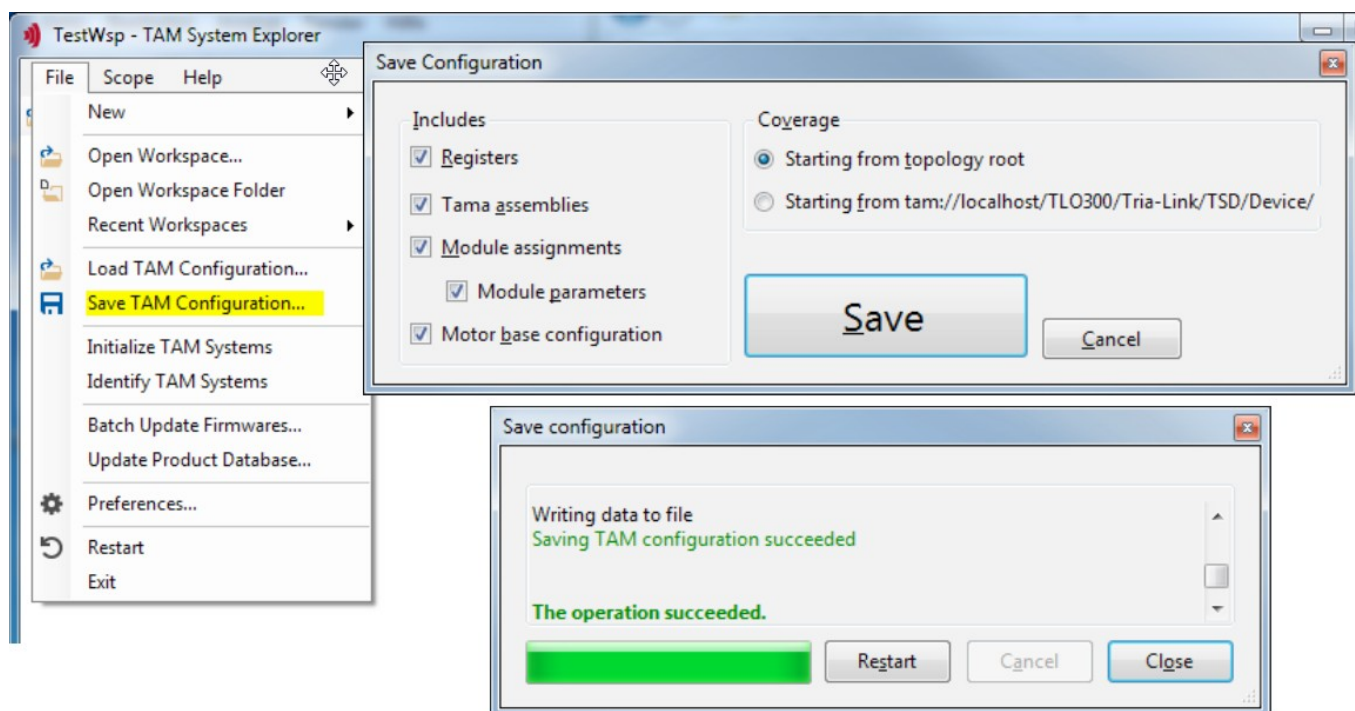 TestWsp - TAM System Explorer
File Scope Help
New
Open Workspace...
Open Workspace Folder
Recent Workspaces
Load TAM Configuration...
Save TAM Configuration...
Initialize TAM Systems
Identify TAM Systems
Batch Update Firmwares...
Update Product Database...
Preferences...
Restart
Exit
Save Configuration
Includes
Registers
Tama assemblies
Module assignments
Module parameters
Motor base configuration
Coverage
Starting from topology root
Starting from tam://localhost/TLO300/Tria-Link/TSD/Device/
Save
Cancel
Save configuration
Writing data to file
Saving TAM configuration succeeded
The operation succeeded.
Restart
Cancel
Close